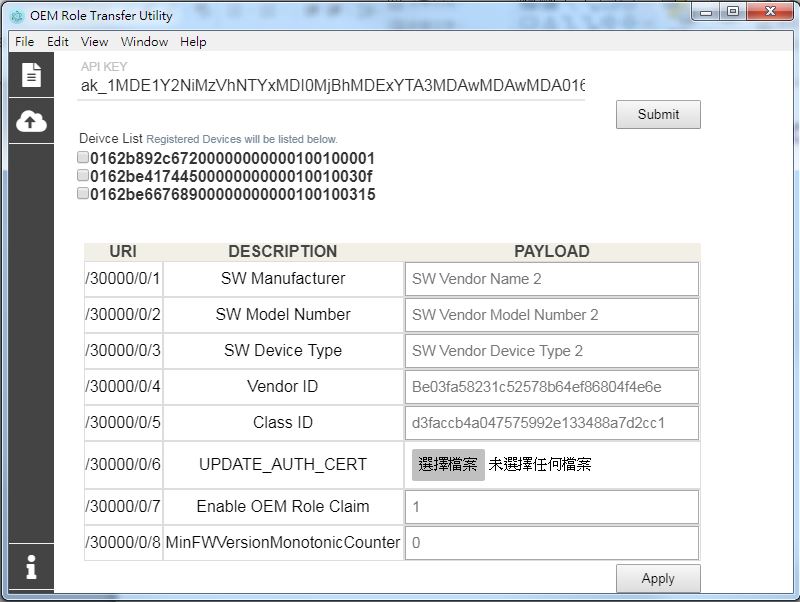 OEM Role Transfer Utility
File Edit View Window Help
API KEY
ak_1MDE1Y2NiMzVhNTYxMDI0MjBhMDExYTA3MDAwMDAwMDA016
Submit
Deivce List Registered Devices will be listed below.
0162b892c67200000000000100100001
0162be4174450000000000010010030f
0162be66768900000000000100100315
URI DESCRIPTION PAYLOAD
/30000/0/1 SW Manufacturer SW Vendor Name 2
/30000/0/2 SW Model Number SW Vendor Model Number 2
/30000/0/3 SW Device Type SW Vendor Device Type 2
/30000/0/4 Vendor ID Be03fa58231c52578b64ef86804f4e6e
/30000/0/5 Class ID d3faccb4a047575992e133488a7d2cc1
/30000/0/6 UPDATE_AUTH_CERT 選擇檔案 未選擇任何檔案
/30000/0/7 Enable OEM Role Claim 1
/30000/0/8 MinFWVersionMonotonicCounter 0
Apply